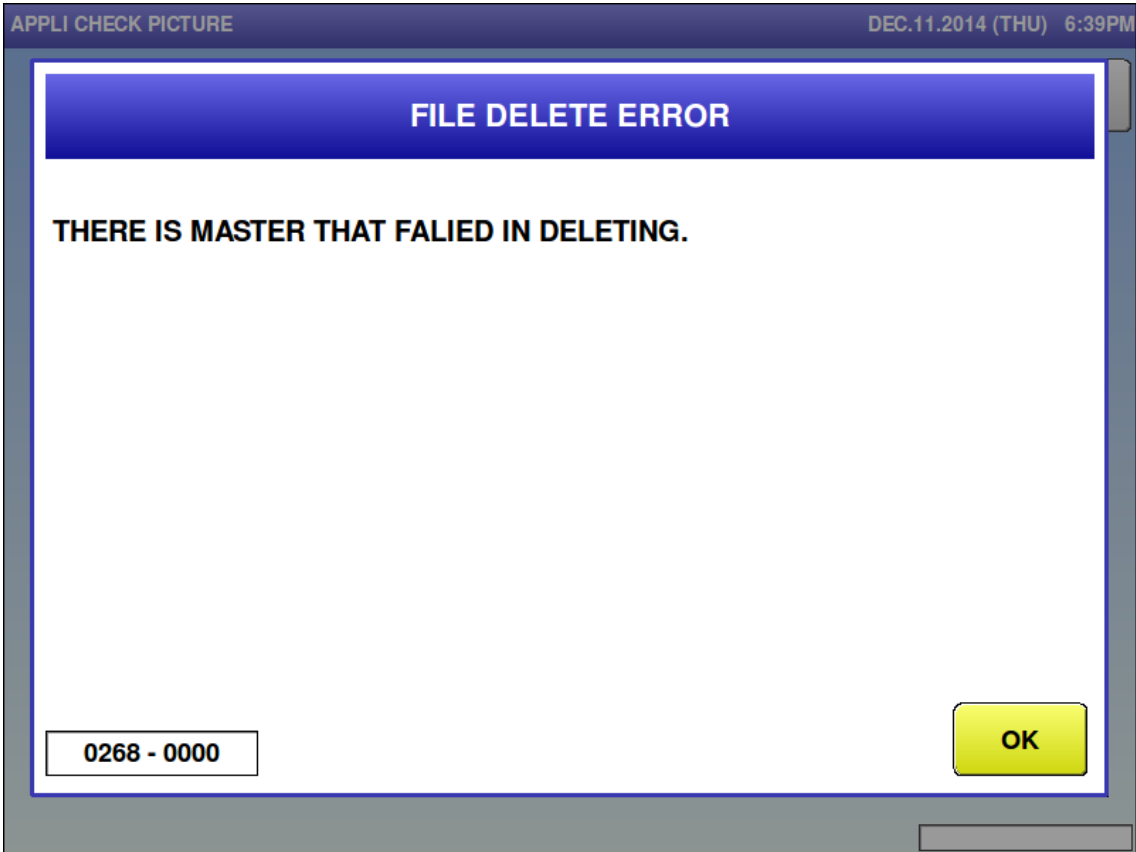 APPLI CHECK PICTURE DEC.11.2014 (THU) 6:39PM
FILE DELETE ERROR
THERE IS MASTER THAT FALIED IN DELETING.
0268 - 0000
OK